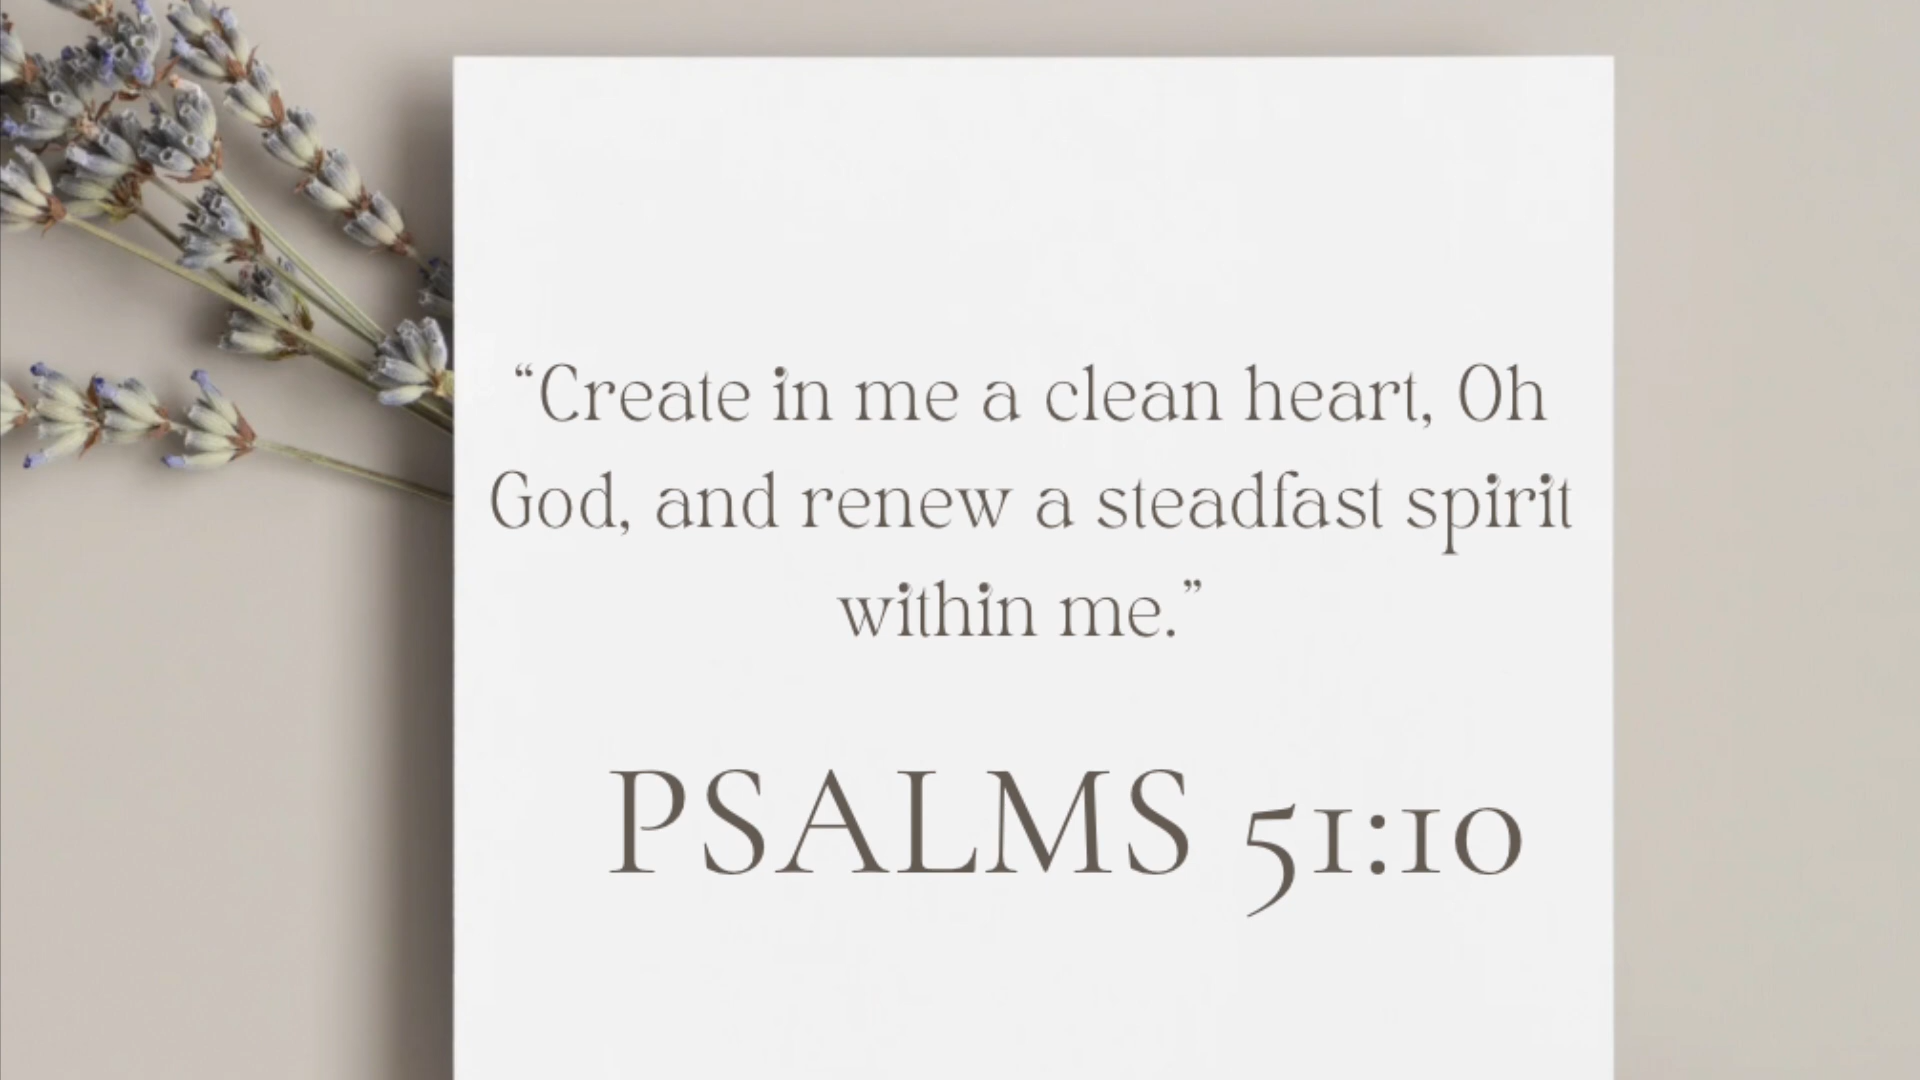 “Create in me a clean heart, Oh
God, and renew a steadfast spirit
within me.”
PSALMS 51:10